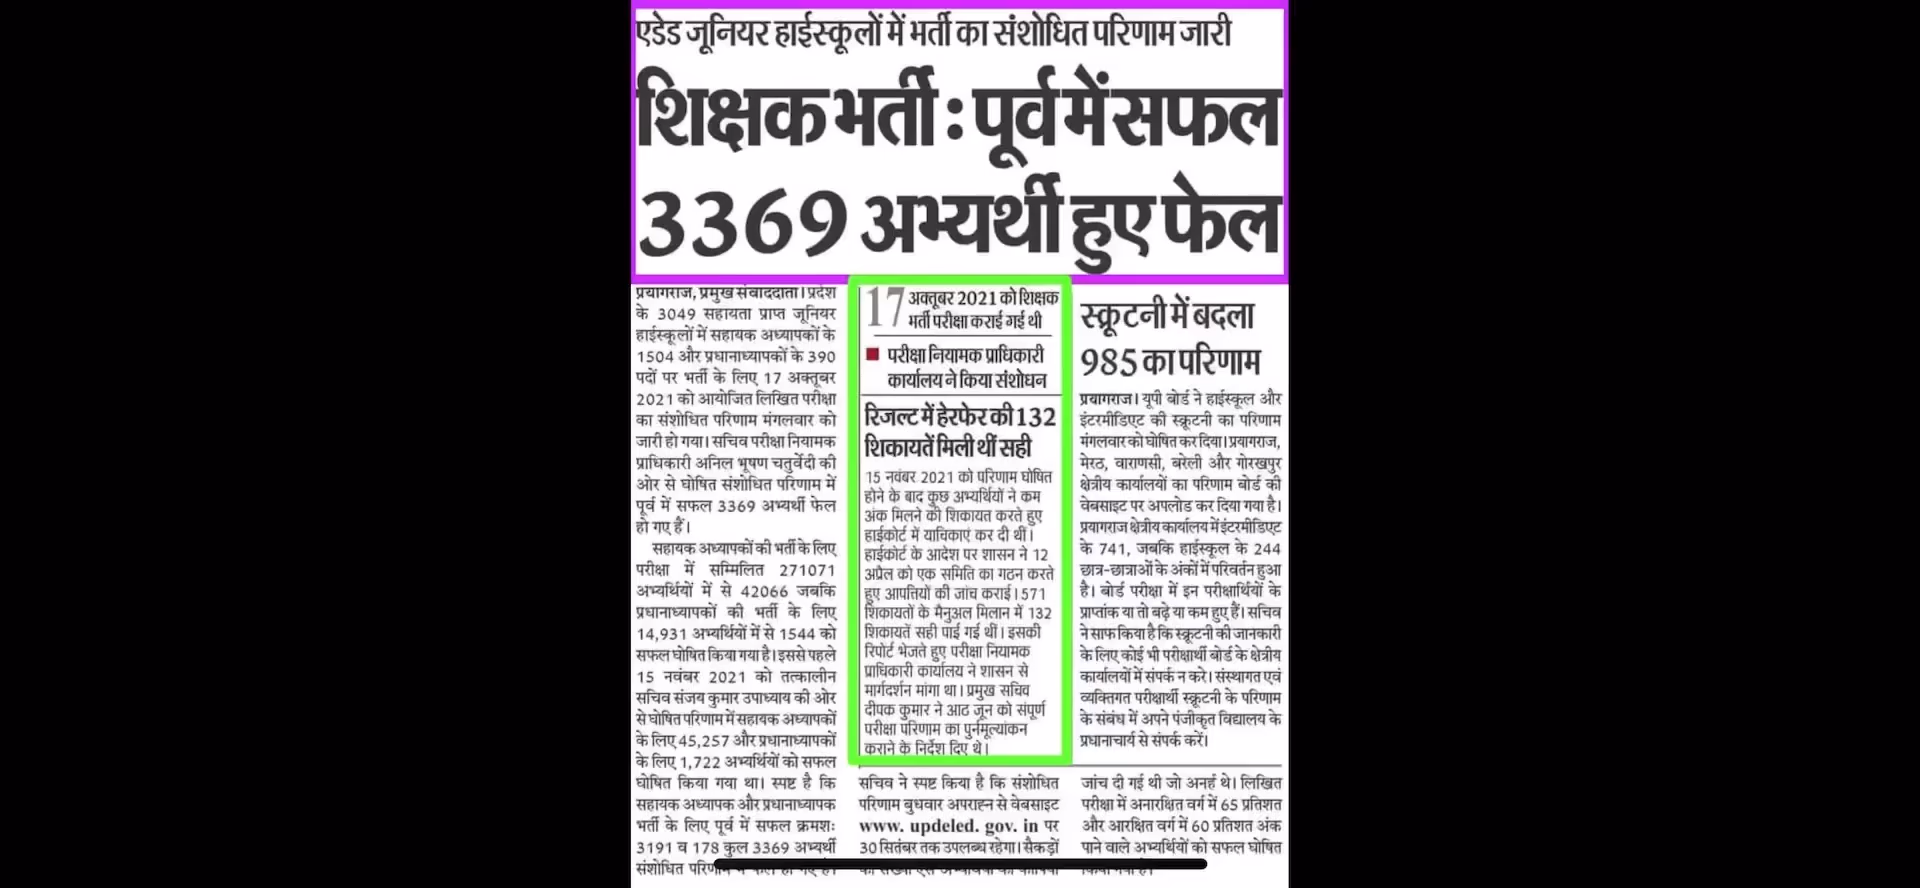 एडेड जूनियर हाईस्कूलों में भर्ती का संशोधित परिणाम जारी
शिक्षक भर्ती : पूर्व में सफल
3369 अभ्यर्थी हुए फेल
प्रयागराज, प्रमुख संवाददाता। प्रदेश
के 3049 सहायता प्राप्त जूनियर
हाईस्कूलों में सहायक अध्यापकों के
1504 और प्रधानाध्यापकों के 390
पदों पर भर्ती के लिए 17 अक्तूबर
2021 को आयोजित लिखित परीक्षा
का संशोधित परिणाम मंगलवार को
जारी हो गया। सचिव परीक्षा नियामक
प्राधिकारी अनिल भूषण चतुर्वेदी की
ओर से घोषित संशोधित परिणाम में
पूर्व में सफल 3369 अभ्यर्थी फेल
हो गए हैं।
सहायक अध्यापकों की भर्ती के लिए
परीक्षा में सम्मिलित 271071
अभ्यर्थियों में से 42066 जबकि
प्रधानाध्यापकों की भर्ती के लिए
14,931 अभ्यर्थियों में से 1544 को
सफल घोषित किया गया है। इससे पहले
15 नवंबर 2021 को तत्कालीन
सचिव संजय कुमार उपाध्याय की ओर
से घोषित परिणाम में सहायक अध्यापकों
के लिए 45,257 और प्रधानाध्यापकों
के लिए 1,722 अभ्यर्थियों को सफल
घोषित किया गया था। स्पष्ट है कि
सहायक अध्यापक और प्रधानाध्यापक
भर्ती के लिए पूर्व में सफल क्रमशः
3191 व 178 कुल 3369 अभ्यर्थी
संशोधित
17 अक्तूबर 2021 को शिक्षक
भर्ती परीक्षा कराई गई थी
परीक्षा नियामक प्राधिकारी
कार्यालय ने किया संशोधन
रिजल्ट में हेरफेर की 132
शिकायतें मिली थीं सही
15 नवंबर 2021 को परिणाम घोषित
होने के बाद कुछ अभ्यर्थियों ने कम
अंक मिलने की शिकायत करते हुए
हाईकोर्ट में याचिकाएं कर दी थीं।
हाईकोर्ट के आदेश पर शासन ने 12
अप्रैल को एक समिति का गठन करते
हुए आपत्तियों की जांच कराई। 571
शिकायतों के मैनुअल मिलान में 132
शिकायतें सही पाई गई थीं। इसकी
रिपोर्ट भेजते हुए परीक्षा नियामक
प्राधिकारी कार्यालय ने शासन से
मार्गदर्शन मांगा था। प्रमुख सचिव
दीपक कुमार ने आठ जून को संपूर्ण
परीक्षा परिणाम का पुर्नमूल्यांकन
कराने के निर्देश दिए थे।
सचिव ने स्पष्ट किया है कि संशोधित
परिणाम बुधवार अपराह्न से वेबसाइट
www. updeled. gov. in पर
30 सितंबर तक उपलब्ध रहेगा। सैकड़ों
स्क्रूटनी में बदला
985 का परिणाम
प्रयागराज। यूपी बोर्ड ने हाईस्कूल और
इंटरमीडिएट की स्क्रूटनी का परिणाम
मंगलवार को घोषित कर दिया। प्रयागराज,
मेरठ, वाराणसी, बरेली और गोरखपुर
क्षेत्रीय कार्यालयों का परिणाम बोर्ड की
वेबसाइट पर अपलोड कर दिया गया है।
प्रयागराज क्षेत्रीय कार्यालय में इंटरमीडिएट
के 741, जबकि हाईस्कूल के 244
छात्र-छात्राओं के अंकों में परिवर्तन हुआ
है। बोर्ड परीक्षा में इन परीक्षार्थियों के
प्राप्तांक या तो बढ़े या कम हुए हैं। सचिव
ने साफ किया है कि स्क्रूटनी की जानकारी
के लिए कोई भी परीक्षार्थी बोर्ड के क्षेत्रीय
कार्यालयों में संपर्क न करे। संस्थागत एवं
व्यक्तिगत परीक्षार्थी स्क्रूटनी के परिणाम
के संबंध में अपने पंजीकृत विद्यालय के
प्रधानाचार्य से संपर्क करें।
जांच दी गई थी जो अनर्ह थे। लिखित
परीक्षा में अनारक्षित वर्ग में 65 प्रतिशत
और आरक्षित वर्ग में 60 प्रतिशत अंक
पाने वाले अभ्यर्थियों को सफल घोषित